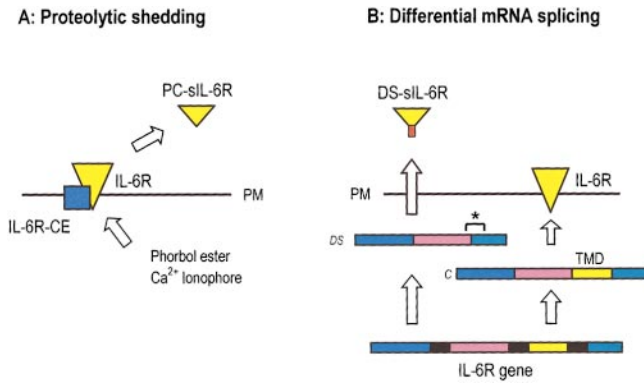 A: Proteolytic shedding
PC-sIL-6R
IL-6R
PM
IL-6R-CE
Phorbol ester
Ca²⁺ Ionophore
B: Differential mRNA splicing
DS-sIL-6R
IL-6R
PM
*
DS
TMD
C
IL-6R gene